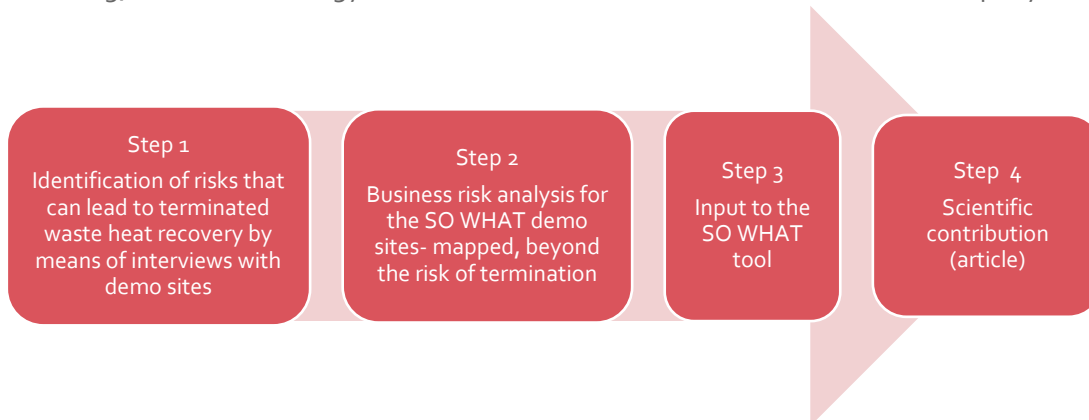 Step 1
Identification of risks that
can lead to terminated
waste heat recovery by
means of interviews with
demo sites
Step 2
Business risk analysis for
the SO WHAT demo
sites- mapped, beyond
the risk of termination
Step 3
Input to the
SO WHAT
tool
Step 4
Scientific
contribution
(article)